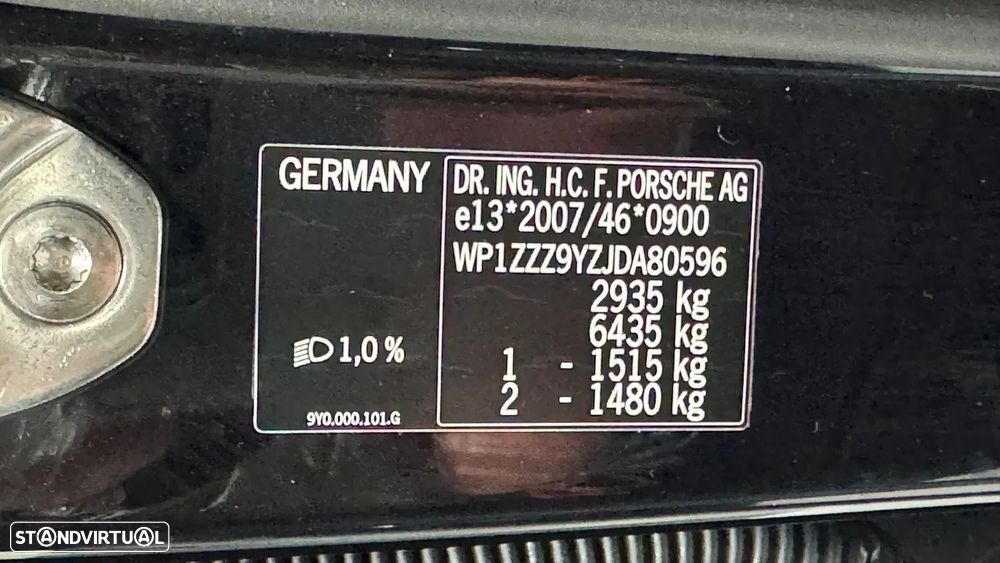 GERMANY
1,0 %
9Y0.000.101.G
DR. ING. H.C. F. PORSCHE AG
e13*2007/46*0900
WP1ZZZ9YZJDA80596
2935 kg
6435 kg
1 - 1515 kg
2 - 1480 kg
STANDVIRTUAL